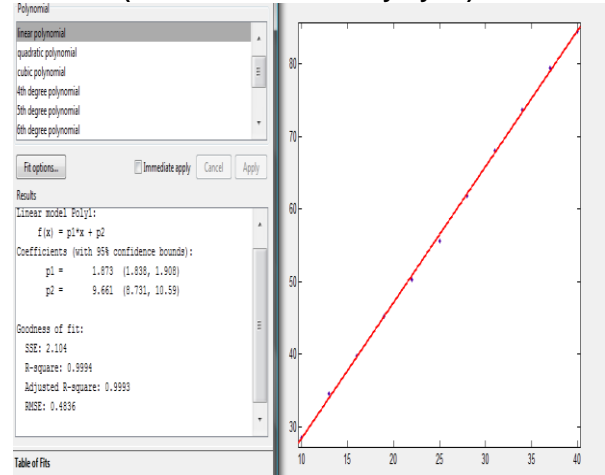 Polynomial
linear polynomial
quadratic polynomial
cubic polynomial
4th degree polynomial
5th degree polynomial
6th degree polynomial
Fit options...
Immediate apply
Cancel
Apply
Results
Linear model Poly1:
f(x) = p1*x + p2
Coefficients (with 95% confidence bounds):
p1 = 1.873 (1.838, 1.908)
p2 = 9.661 (8.731, 10.59)
Goodness of fit:
SSE: 2.104
R-square: 0.9994
Adjusted R-square: 0.9993
RMSE: 0.4836
Table of Fits
80
70
60
50
40
30
10 15 20 25 30 35 40